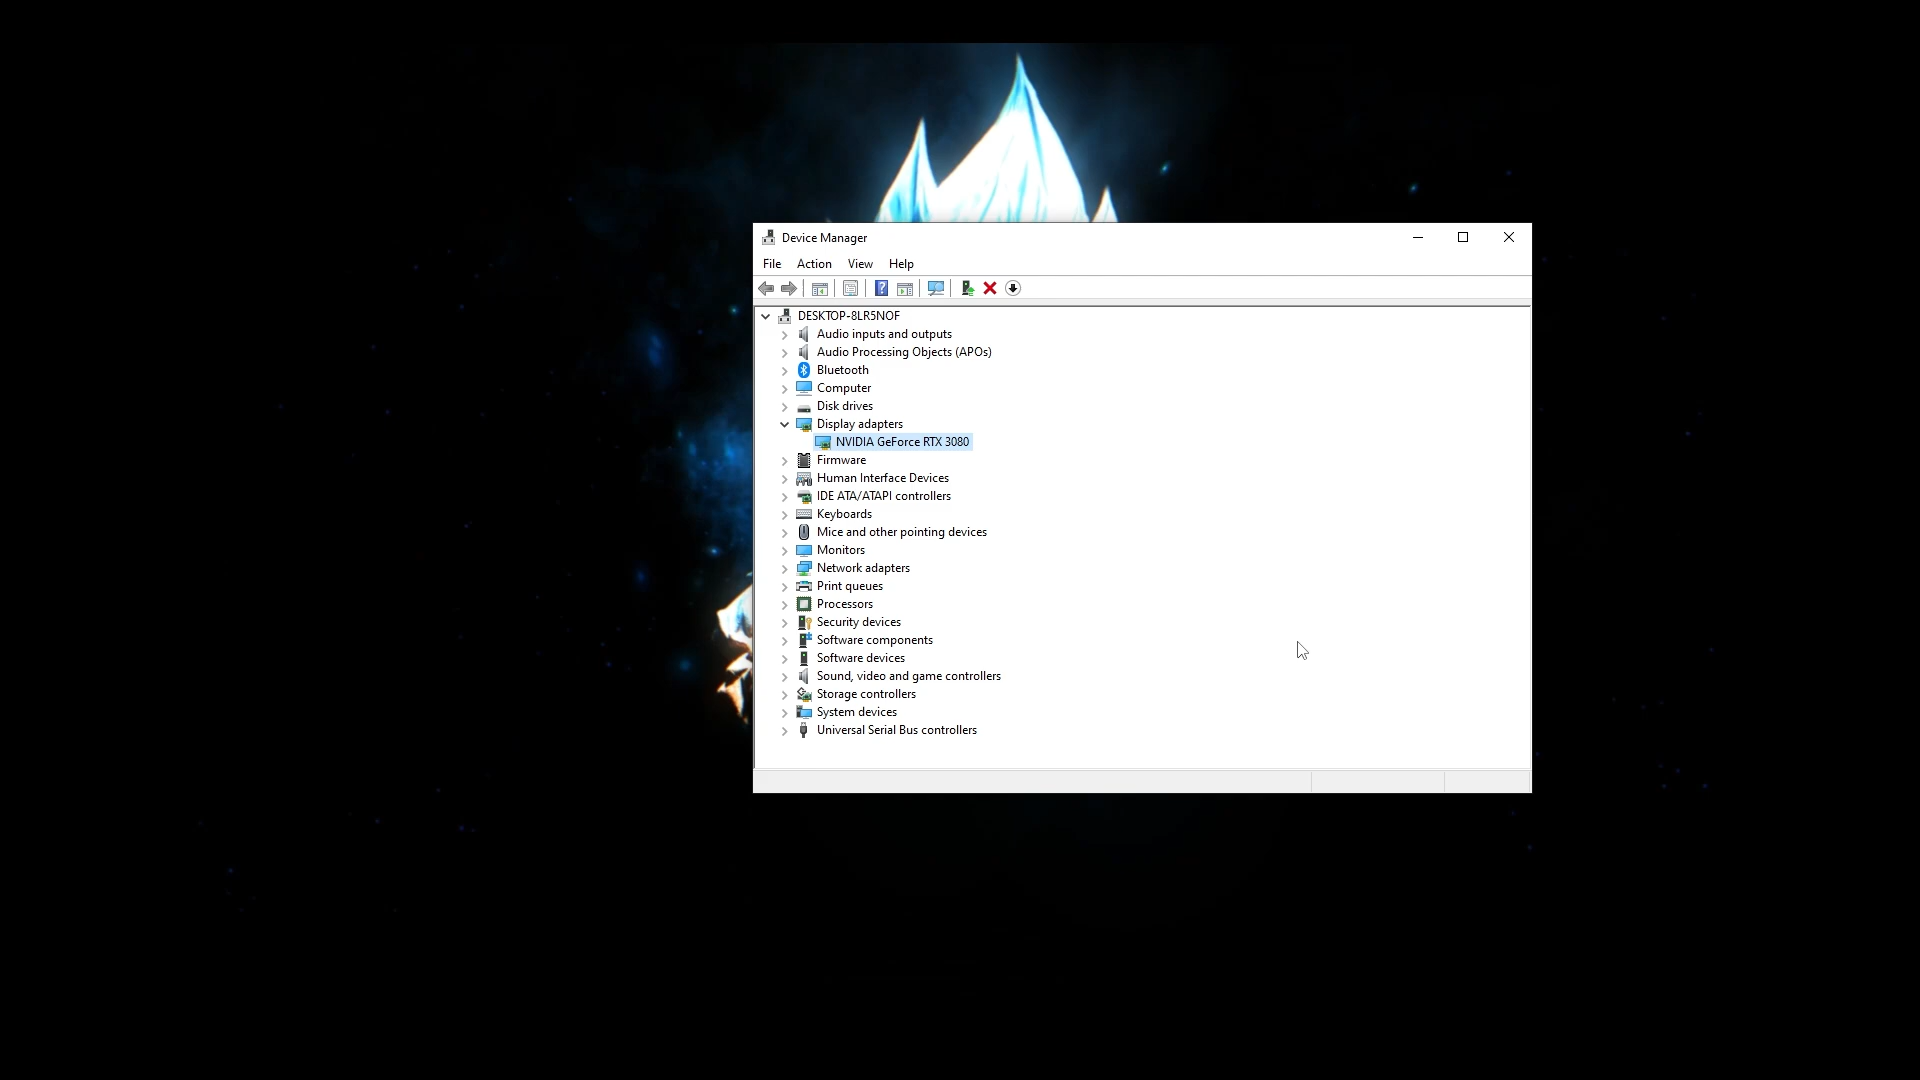 Device Manager
File Action View Help
DESKTOP-8LR5NOF
Audio inputs and outputs
Audio Processing Objects (APOs)
Bluetooth
Computer
Disk drives
Display adapters
NVIDIA GeForce RTX 3080
Firmware
Human Interface Devices
IDE ATA/ATAPI controllers
Keyboards
Mice and other pointing devices
Monitors
Network adapters
Print queues
Processors
Security devices
Software components
Software devices
Sound, video and game controllers
Storage controllers
System devices
Universal Serial Bus controllers